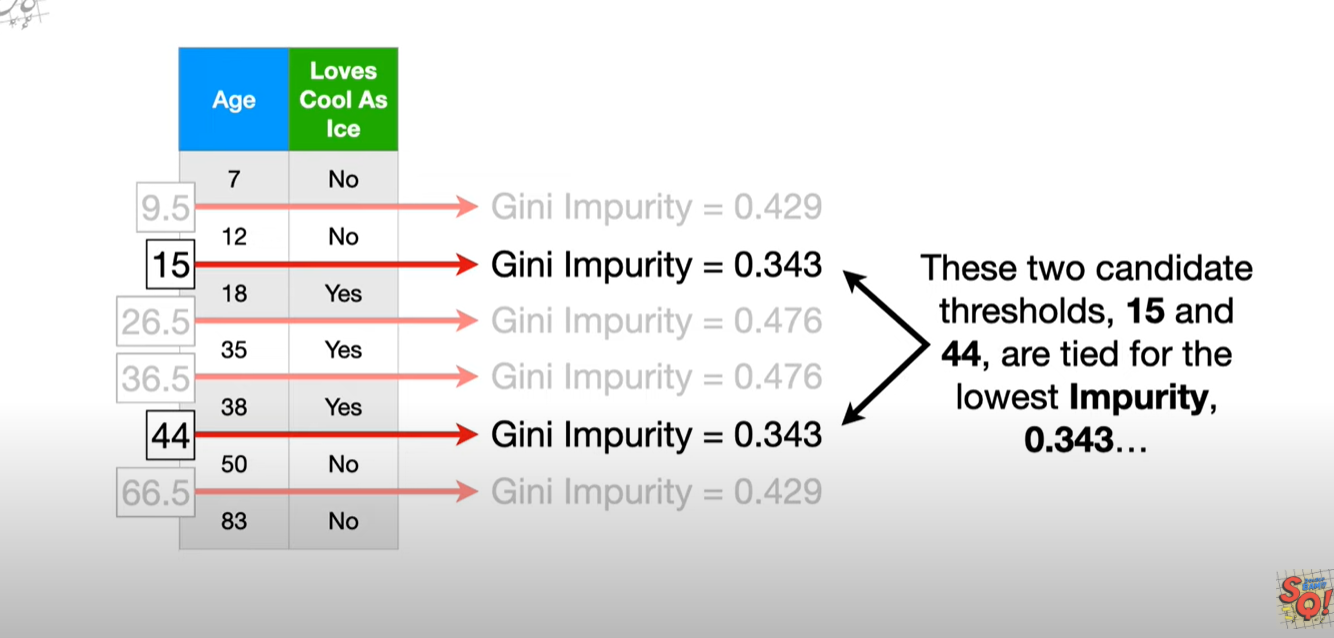 Age
Loves
Cool As
Ice
7 No
9.5 Gini Impurity = 0.429
12 No
15 Gini Impurity = 0.343
18 Yes
26.5 Gini Impurity = 0.476
35 Yes
36.5 Gini Impurity = 0.476
38 Yes
44 Gini Impurity = 0.343
50 No
66.5 Gini Impurity = 0.429
83 No
These two candidate
thresholds, 15 and
44, are tied for the
lowest Impurity,
0.343...
SQ!